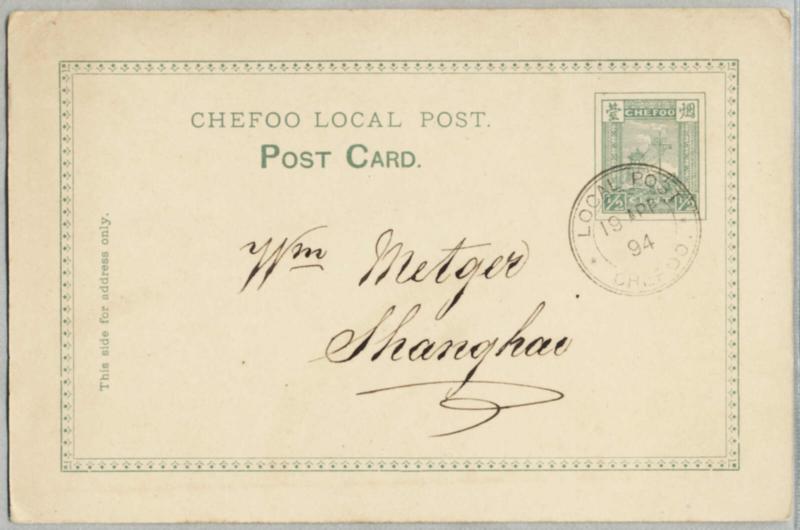 CHEFOO LOCAL POST.
POST CARD.
烟 CHEFOO 臺
½ ½
LOCAL POST
19 APR
94
CHEFOO.
Wm Metger
Shanghai
This side for address only.